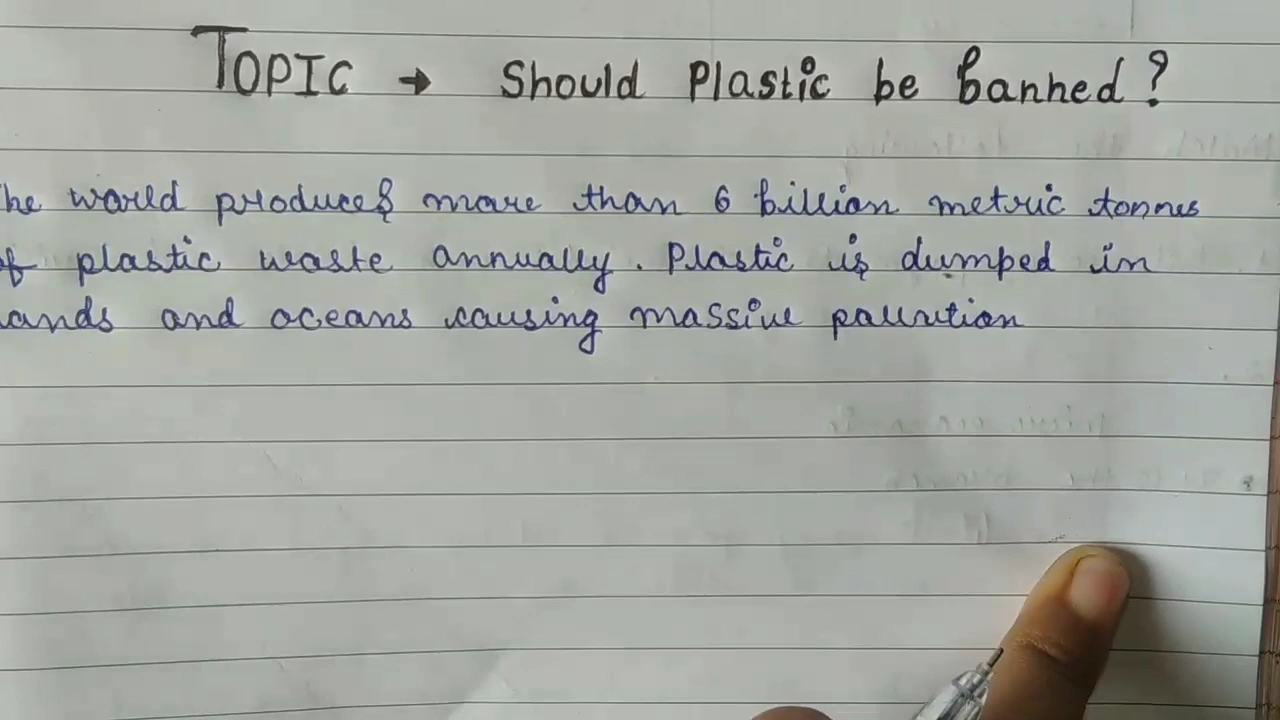 TOPIC → Should Plastic be banned?
he world produces more than 6 billion metric tonnes
of plastic waste annually. Plastic is dumped in
ands and oceans causing massive pollution